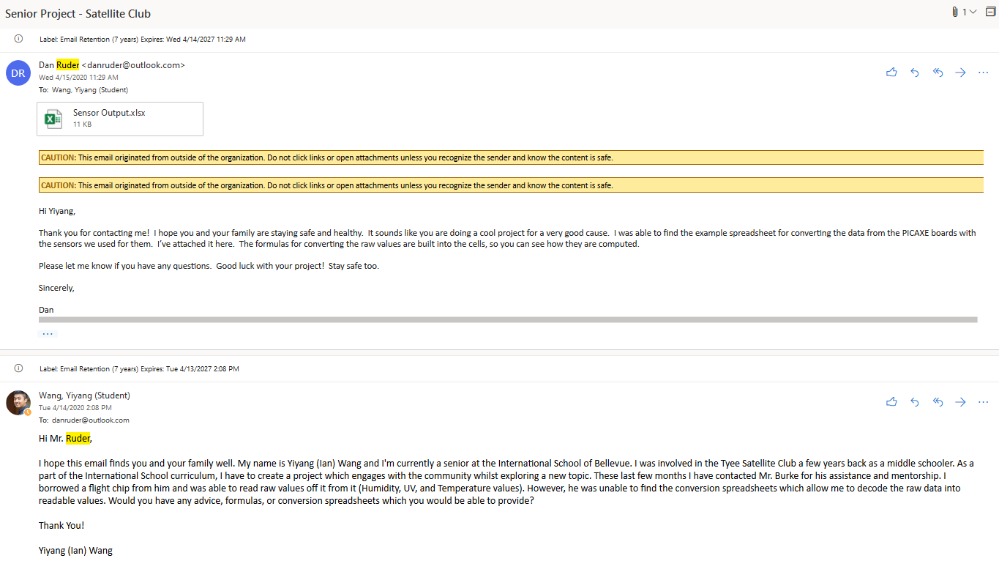 Senior Project - Satellite Club
1
Label: Email Retention (7 years) Expires: Wed 4/14/2027 11:29 AM
DR
Dan Ruder <danruder@outlook.com>
Wed 4/15/2020 11:29 AM
To: Wang, Yiyang (Student)
Sensor Output.xlsx
11 KB
CAUTION: This email originated from outside of the organization. Do not click links or open attachments unless you recognize the sender and know the content is safe.
CAUTION: This email originated from outside of the organization. Do not click links or open attachments unless you recognize the sender and know the content is safe.
Hi Yiyang,
Thank you for contacting me!  I hope you and your family are staying safe and healthy.  It sounds like you are doing a cool project for a very good cause.  I was able to find the example spreadsheet for converting the data from the PICAXE boards with
the sensors we used for them.  I've attached it here.  The formulas for converting the raw values are built into the cells, so you can see how they are computed.
Please let me know if you have any questions.  Good luck with your project!  Stay safe too.
Sincerely,
Dan
...
Label: Email Retention (7 years) Expires: Tue 4/13/2027 2:08 PM
Wang, Yiyang (Student)
Tue 4/14/2020 2:08 PM
To: danruder@outlook.com
Hi Mr. Ruder,
I hope this email finds you and your family well. My name is Yiyang (Ian) Wang and I'm currently a senior at the International School of Bellevue. I was involved in the Tyee Satellite Club a few years back as a middle schooler. As a
part of the International School curriculum, I have to create a project which engages with the community whilst exploring a new topic. These last few months I have contacted Mr. Burke for his assistance and mentorship. I
borrowed a flight chip from him and was able to read raw values off it from it (Humidity, UV, and Temperature values). However, he was unable to find the conversion spreadsheets which allow me to decode the raw data into
readable values. Would you have any advice, formulas, or conversion spreadsheets which you would be able to provide?
Thank You!
Yiyang (Ian) Wang